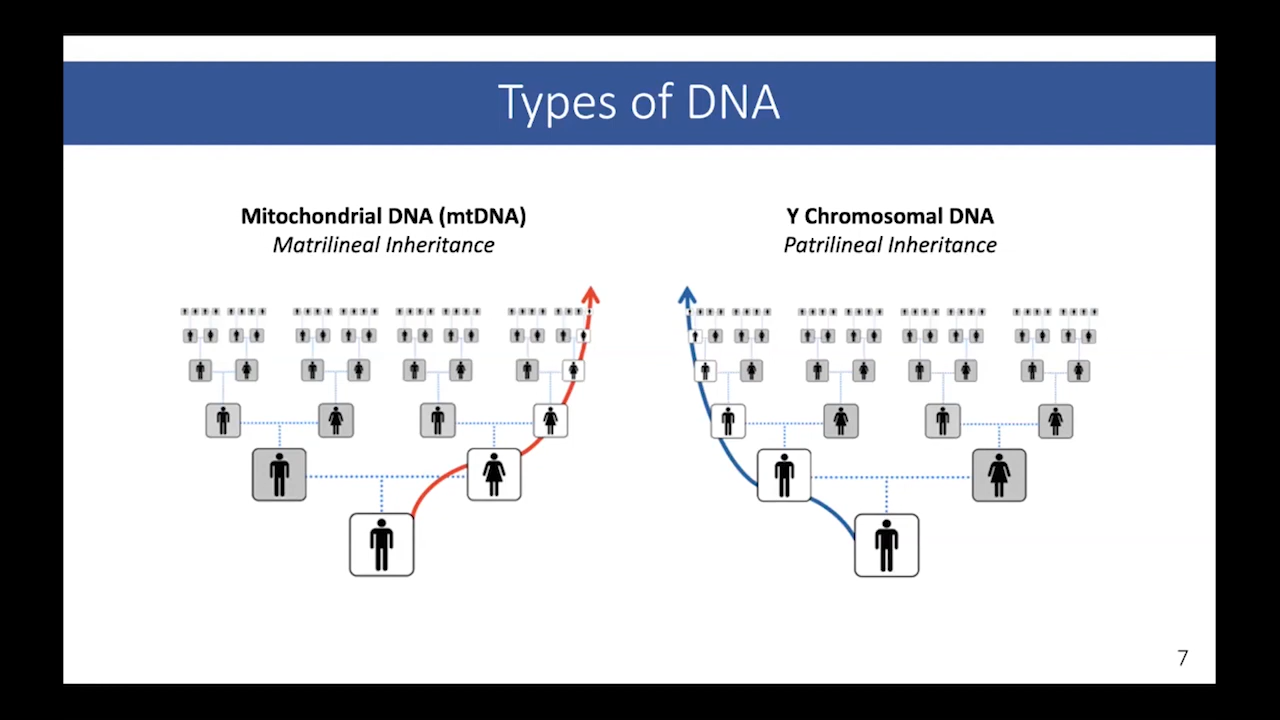 Types of DNA
Mitochondrial DNA (mtDNA)
Matrilineal Inheritance
Y Chromosomal DNA
Patrilineal Inheritance
7